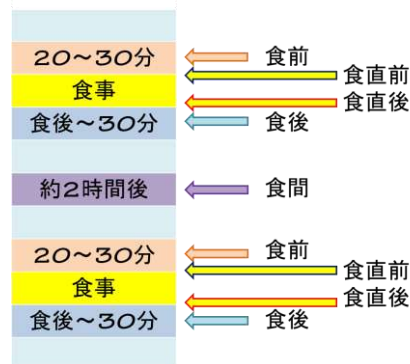 20～30分
食前
食直前
食事
食直後
食後～30分
食後
約2時間後
食間
20～30分
食前
食直前
食事
食直後
食後～30分
食後